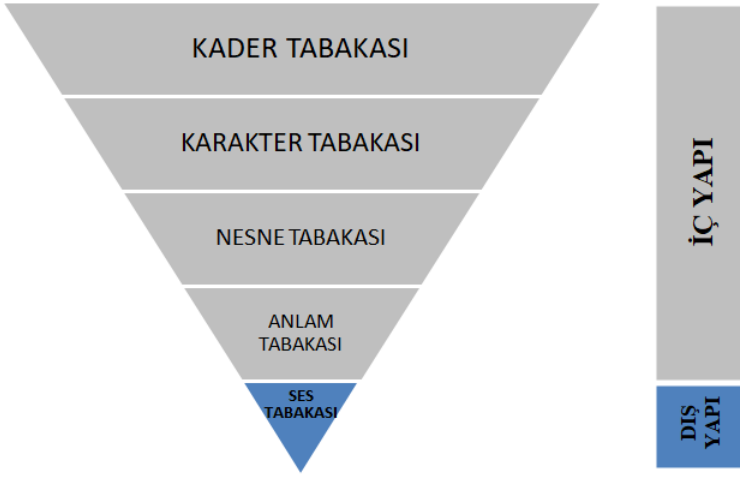 KADER TABAKASI
KARAKTER TABAKASI
NESNE TABAKASI
ANLAM
TABAKASI
SES
TABAKASI
İÇ YAPI
DIŞ
YAPI